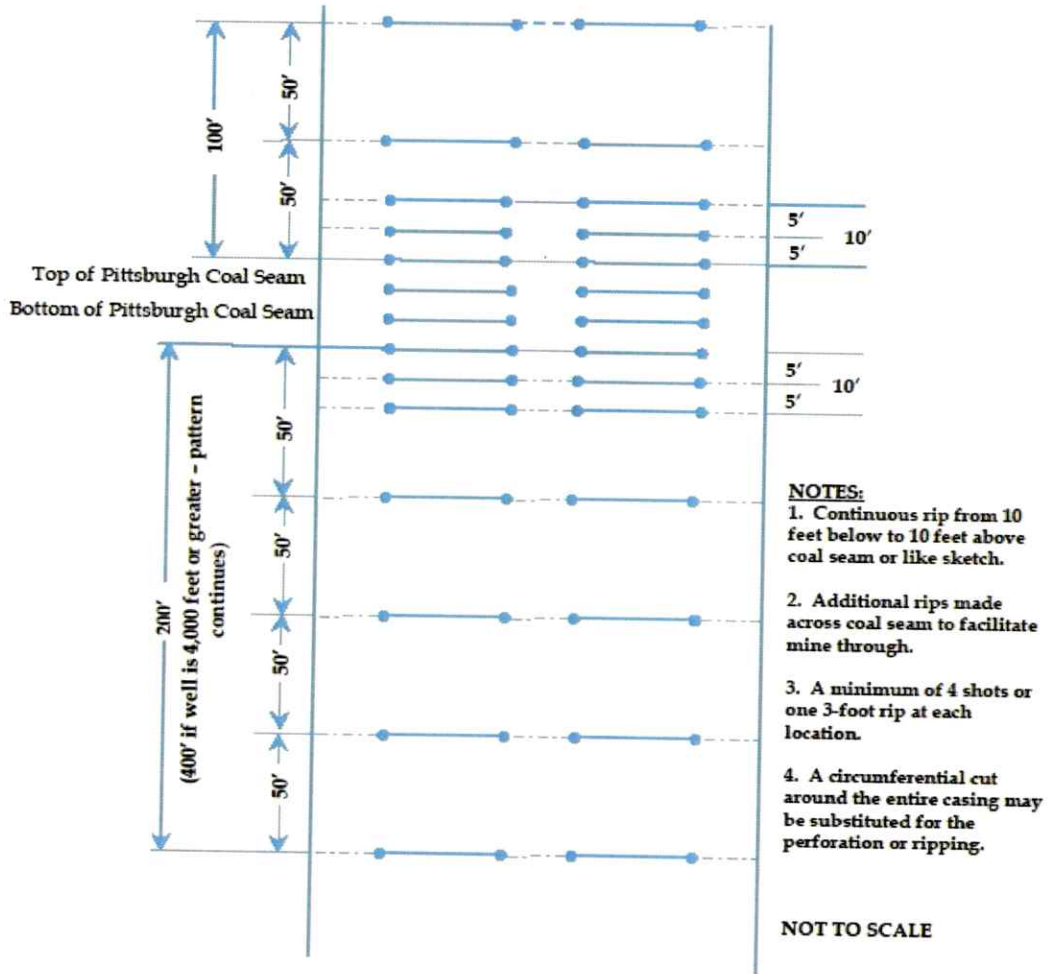 100'
50'
50'
5'
10'
5'
Top of Pittsburgh Coal Seam
Bottom of Pittsburgh Coal Seam
5'
10'
5'
200'
(400' if well is 4,000 feet or greater – pattern
continues)
50'
50'
50'
50'
NOTES:
1. Continuous rip from 10
feet below to 10 feet above
coal seam or like sketch.
2. Additional rips made
across coal seam to facilitate
mine through.
3. A minimum of 4 shots or
one 3-foot rip at each
location.
4. A circumferential cut
around the entire casing may
be substituted for the
perforation or ripping.
NOT TO SCALE